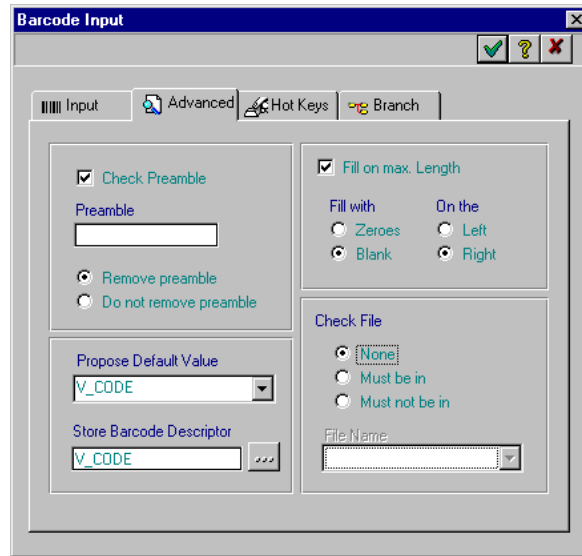 Barcode Input
Input
Advanced
Hot Keys
Branch
Check Preamble
Preamble
Remove preamble
Do not remove preamble
Propose Default Value
V_CODE
Store Barcode Descriptor
V_CODE
...
Fill on max. Length
Fill with
On the
Zeroes
Left
Blank
Right
Check File
None
Must be in
Must not be in
File Name